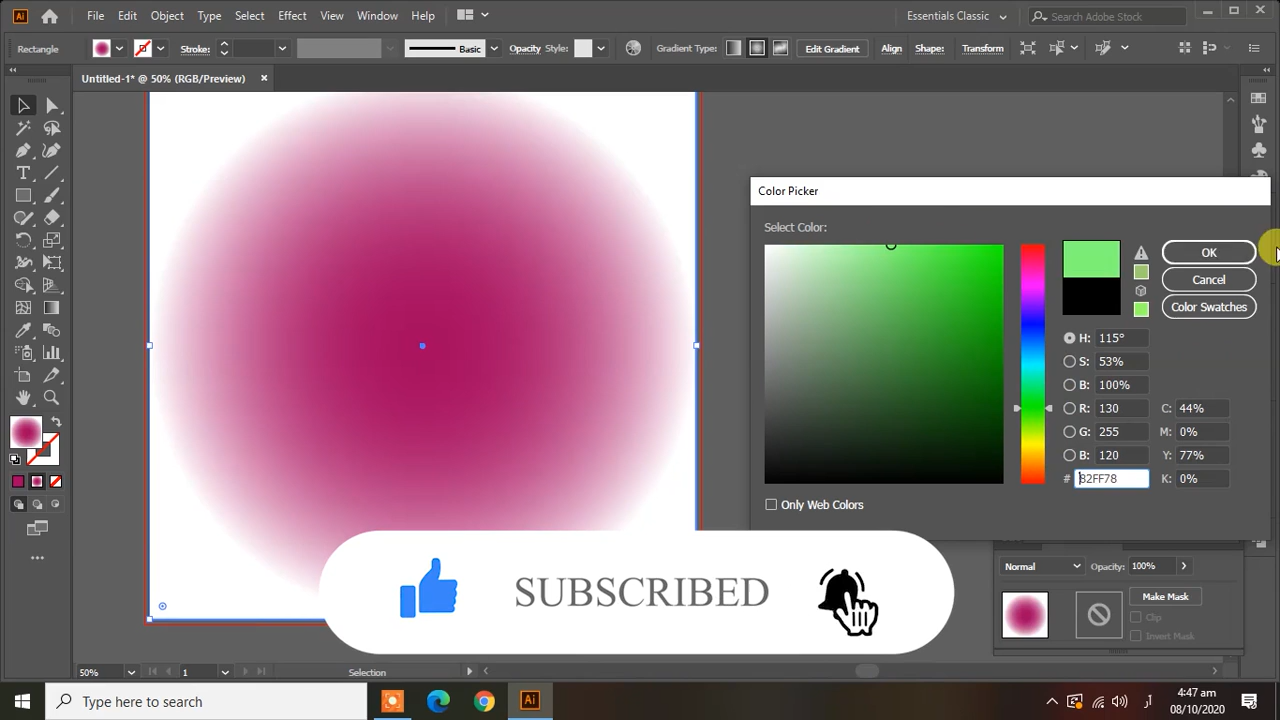 Ai
File Edit Object Type Select Effect View Window Help
Essentials Classic
Search Adobe Stock
Rectangle
Stroke:
Basic
Opacity
Style:
Gradient Type:
Edit Gradient
Align
Shape:
Transform
Untitled-1* @ 50% (RGB/Preview)
Color Picker
Select Color:
OK
Cancel
Color Swatches
H: 115°
S: 53%
B: 100%
R: 130
C: 44%
G: 255
M: 0%
B: 120
Y: 77%
# 82FF78
K: 0%
Only Web Colors
Normal
Opacity: 100%
Make Mask
Clip
Invert Mask
SUBSCRIBED
50%
1
Selection
Type here to search
Ai
4:47 am
08/10/2020